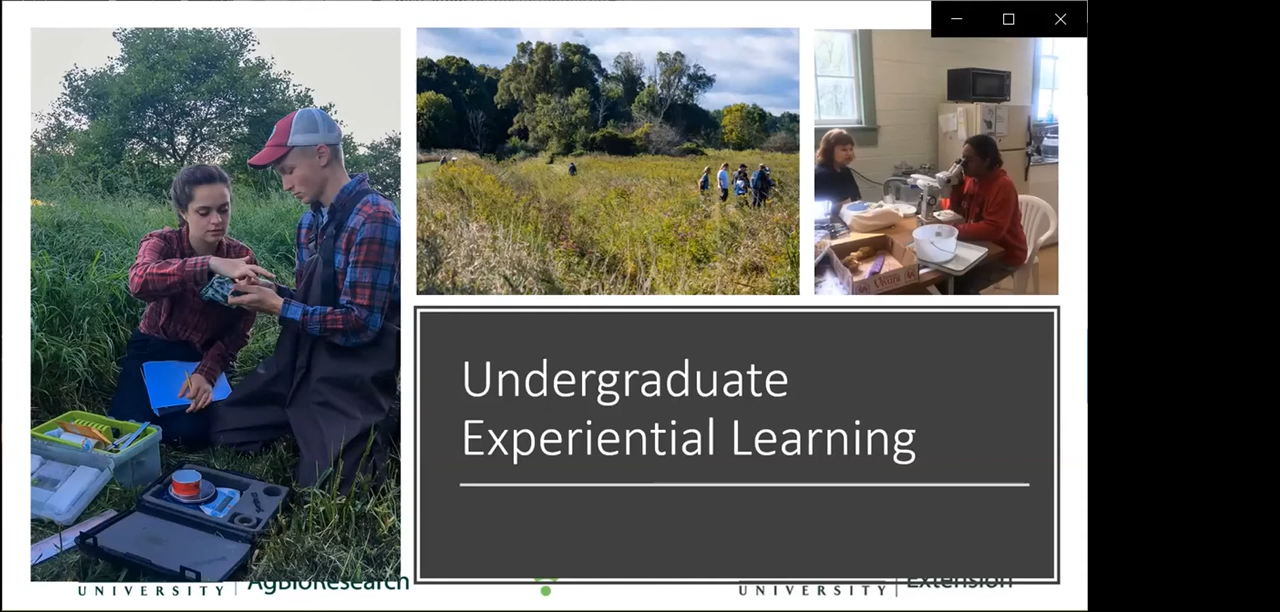 Undergraduate
Experiential Learning
UNIVERSITY | AgBioResearch
UNIVERSITY | Extension